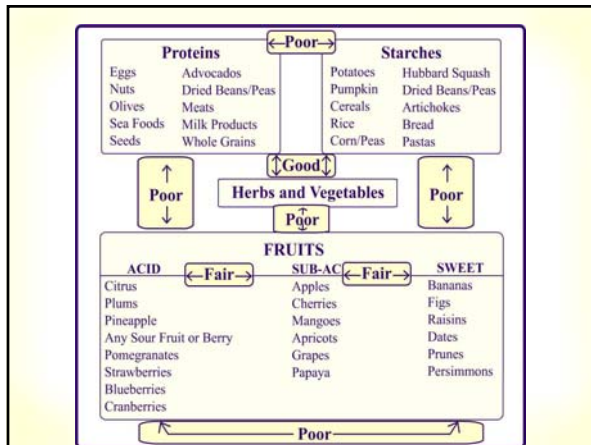 ←Poor→
Proteins
Eggs
Nuts
Olives
Sea Foods
Seeds
Advocados
Dried Beans/Peas
Meats
Milk Products
Whole Grains
Starches
Potatoes
Pumpkin
Cereals
Rice
Corn/Peas
Hubbard Squash
Dried Beans/Peas
Artichokes
Bread
Pastas
Good
Poor
Herbs and Vegetables
Poor
Poor
FRUITS
ACID
←Fair→
SUB-AC
←Fair→
SWEET
Citrus
Plums
Pineapple
Any Sour Fruit or Berry
Pomegranates
Strawberries
Blueberries
Cranberries
Apples
Cherries
Mangoes
Apricots
Grapes
Papaya
Bananas
Figs
Raisins
Dates
Prunes
Persimmons
Poor